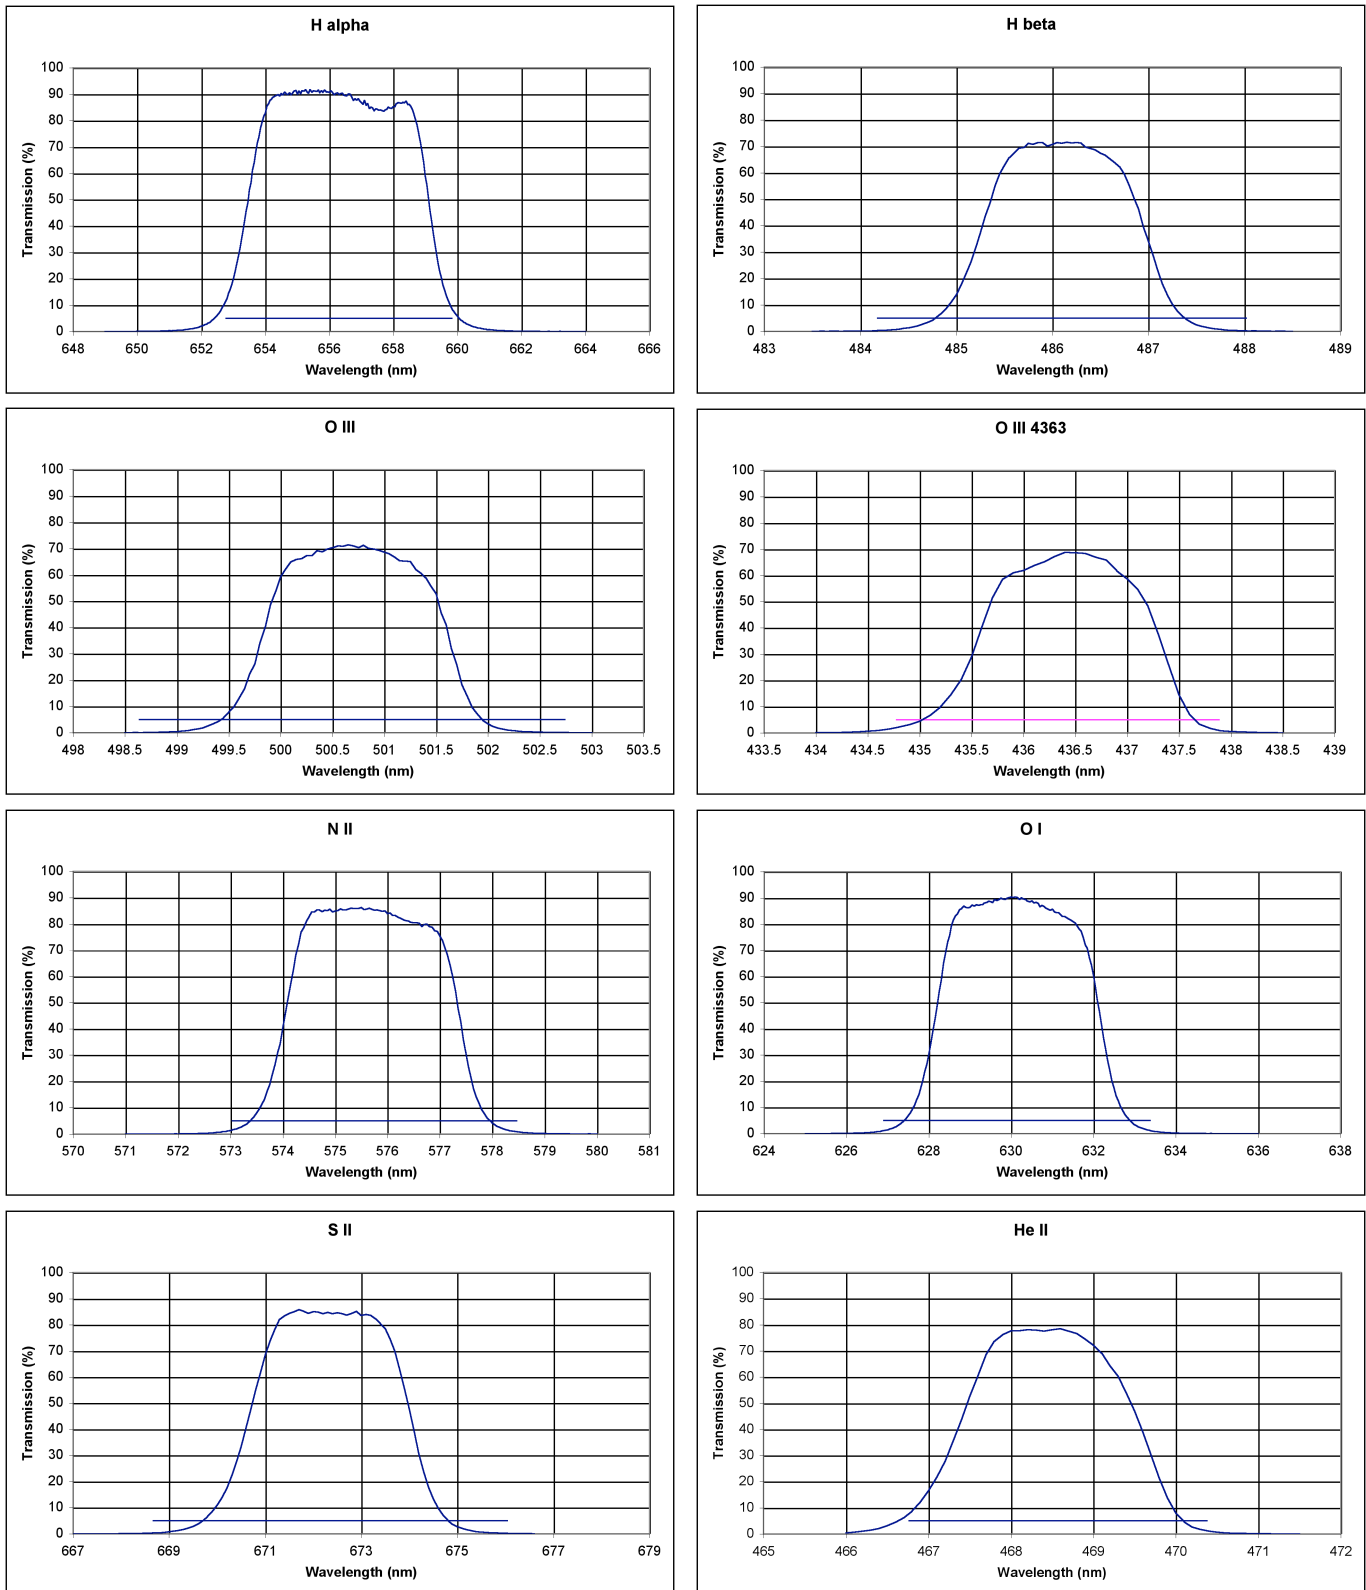 H alpha
100
90
80
70
60
50
40
30
20
10
0
Transmission (%)
648 650 652 654 656 658 660 662 664 666
Wavelength (nm)
H beta
100
90
80
70
60
50
40
30
20
10
0
Transmission (%)
483 484 485 486 487 488 489
Wavelength (nm)
O III
100
90
80
70
60
50
40
30
20
10
0
Transmission (%)
498 498.5 499 499.5 500 500.5 501 501.5 502 502.5 503 503.5
Wavelength (nm)
O III 4363
100
90
80
70
60
50
40
30
20
10
0
Transmission (%)
433.5 434 434.5 435 435.5 436 436.5 437 437.5 438 438.5 439
Wavelength (nm)
N II
100
90
80
70
60
50
40
30
20
10
0
Transmission (%)
570 571 572 573 574 575 576 577 578 579 580 581
Wavelength (nm)
O I
100
90
80
70
60
50
40
30
20
10
0
Transmission (%)
624 626 628 630 632 634 636 638
Wavelength (nm)
S II
100
90
80
70
60
50
40
30
20
10
0
Transmission (%)
667 669 671 673 675 677 679
Wavelength (nm)
He II
100
90
80
70
60
50
40
30
20
10
0
Transmission (%)
465 466 467 468 469 470 471 472
Wavelength (nm)